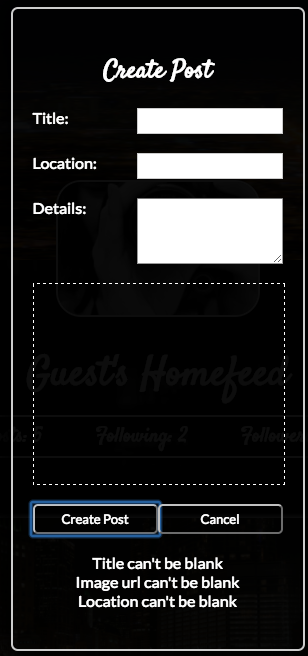 Create Post
Title:
Location:
Details:
Guest's Homefeed
Following: 2
Create Post
Cancel
Title can't be blank
Image url can't be blank
Location can't be blank